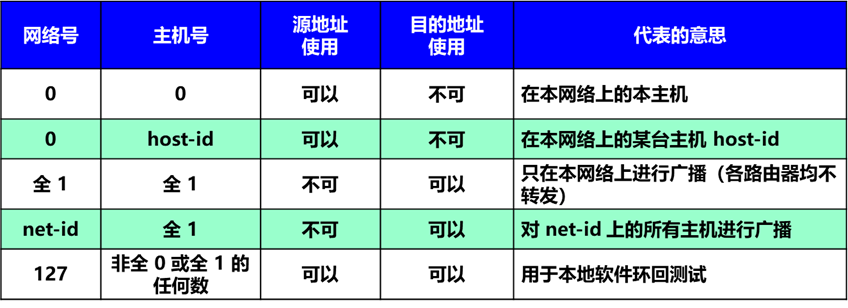 网络号 主机号 源地址使用 目的地址使用 代表的意思
0 0 可以 不可 在本网络上的本主机
0 host-id 可以 不可 在本网络上的某台主机 host-id
全 1 全 1 不可 可以 只在本网络上进行广播（各路由器均不转发）
net-id 全 1 不可 可以 对 net-id 上的所有主机进行广播
127 非全 0 或全 1 的任何数 可以 可以 用于本地软件环回测试